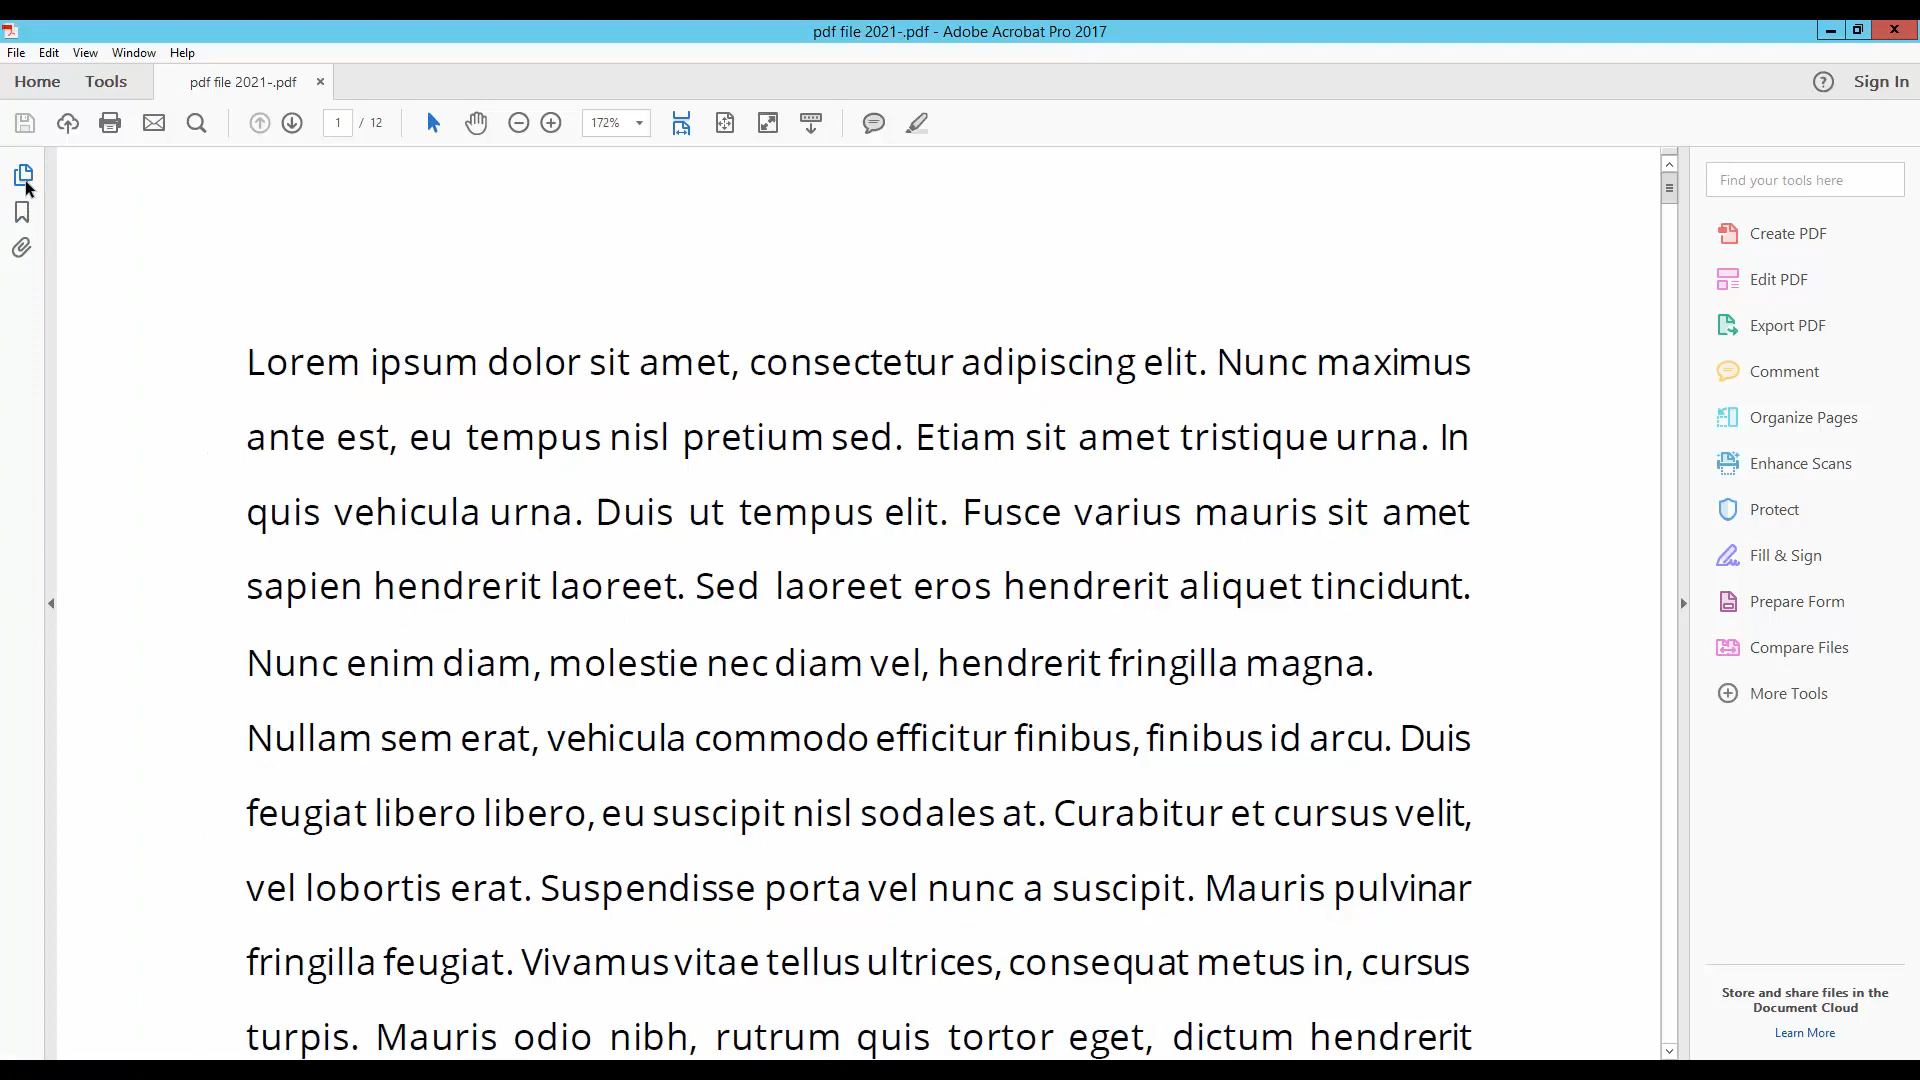 pdf file 2021-.pdf - Adobe Acrobat Pro 2017
File Edit View Window Help
Home Tools pdf file 2021-.pdf Sign In
1 / 12 172%
Find your tools here
Create PDF
Edit PDF
Export PDF
Comment
Organize Pages
Enhance Scans
Protect
Fill & Sign
Prepare Form
Compare Files
More Tools
Store and share files in the
Document Cloud
Learn More
Lorem ipsum dolor sit amet, consectetur adipiscing elit. Nunc maximus
ante est, eu tempus nisl pretium sed. Etiam sit amet tristique urna. In
quis vehicula urna. Duis ut tempus elit. Fusce varius mauris sit amet
sapien hendrerit laoreet. Sed laoreet eros hendrerit aliquet tincidunt.
Nunc enim diam, molestie nec diam vel, hendrerit fringilla magna.
Nullam sem erat, vehicula commodo efficitur finibus, finibus id arcu. Duis
feugiat libero libero, eu suscipit nisl sodales at. Curabitur et cursus velit,
vel lobortis erat. Suspendisse porta vel nunc a suscipit. Mauris pulvinar
fringilla feugiat. Vivamus vitae tellus ultrices, consequat metus in, cursus
turpis. Mauris odio nibh, rutrum quis tortor eget, dictum hendrerit